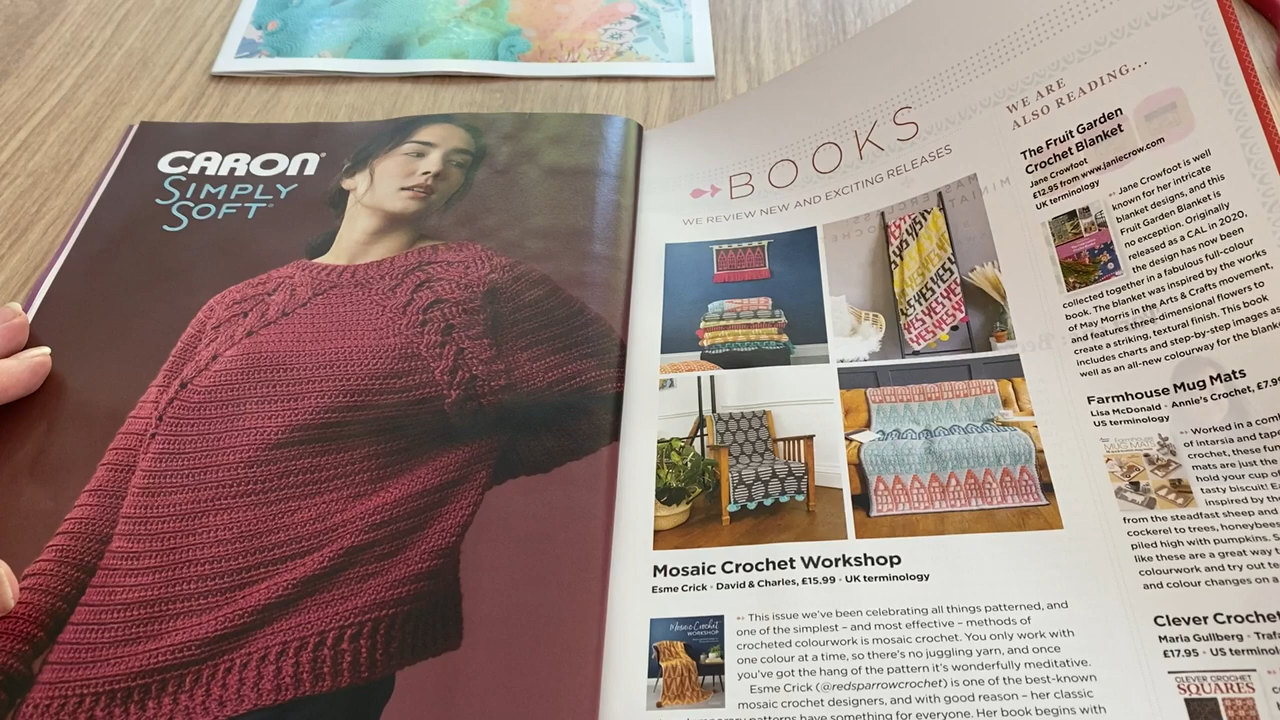 CARON
SIMPLY
SOFT
BOOKS
WE REVIEW NEW AND EXCITING RELEASES
Mosaic Crochet Workshop
Esme Crick • David & Charles, £15.99 • UK terminology
Mosaic Crochet
WORKSHOP
This issue we've been celebrating all things patterned, and
one of the simplest – and most effective – methods of
crocheted colourwork is mosaic crochet. You only work with
one colour at a time, so there's no juggling yarn, and once
you've got the hang of the pattern it's wonderfully meditative.
Esme Crick (@redsparrowcrochet) is one of the best-known
mosaic crochet designers, and with good reason – her classic
patterns have something for everyone. Her book begins with
WE ARE
ALSO READING...
The Fruit Garden
Crochet Blanket
Jane Crowfoot
£12.95 from www.janiecrow.com
UK terminology
Jane Crowfoot is well
known for her intricate
blanket designs, and this
Fruit Garden Blanket is
no exception. Originally
released as a CAL in 2020,
the design has now been
collected together in a fabulous full-colour
book. The blanket was inspired by the works
of May Morris in the Arts & Crafts movement,
and features three-dimensional flowers to
create a striking, textural finish. This book
includes charts and step-by-step images as
well as an all-new colourway for the
Farmhouse Mug Mats
Lisa McDonald • Annie's Crochet,
US terminology
MUG MATS
Worked in a
of intarsia and
crochet, these
mats are just the
hold your cup of
tasty biscuit!
inspired by the
from the steadfast sheep and
cockerel to trees,
piled high with pumpkins.
like these are a great way
colourwork and try out
and colour changes on a
Clever Crochet
Maria Gullberg •
£17.95 • US
CLEVER CROCHET
SQUARES